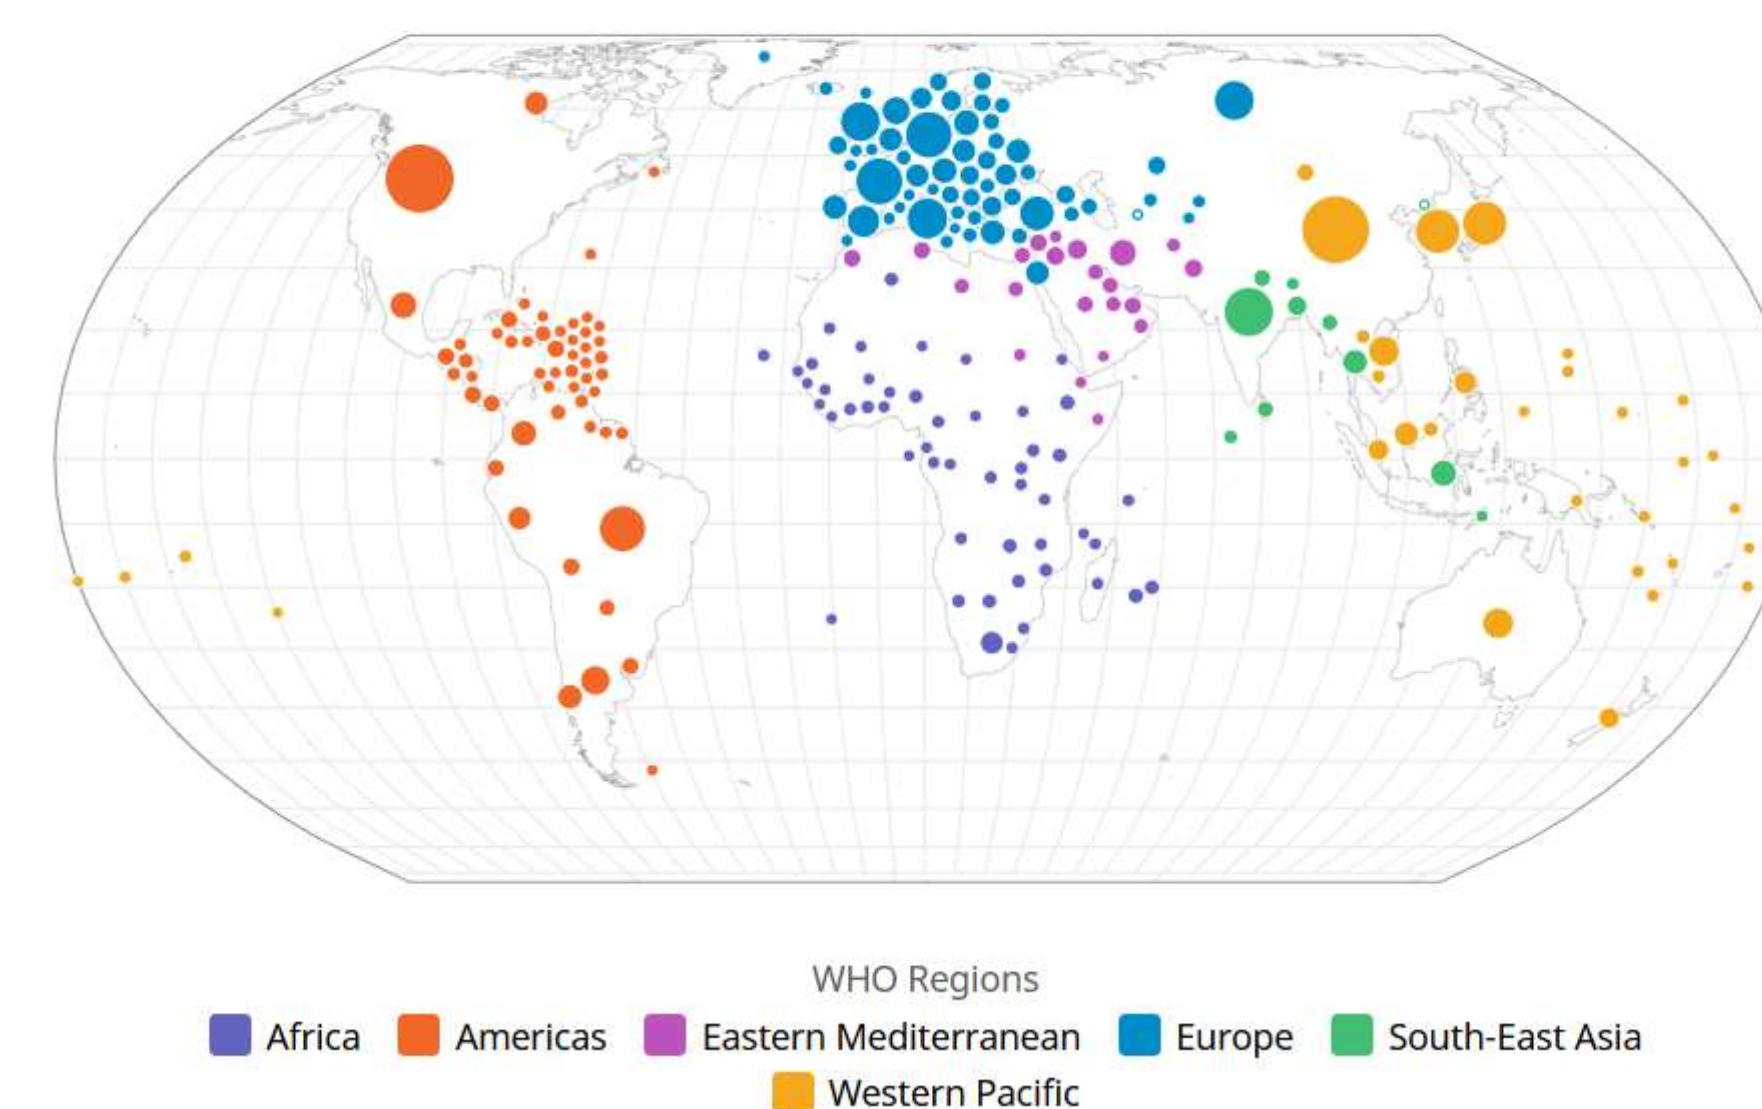 WHO Regions
Africa Americas Eastern Mediterranean Europe South-East Asia
Western Pacific